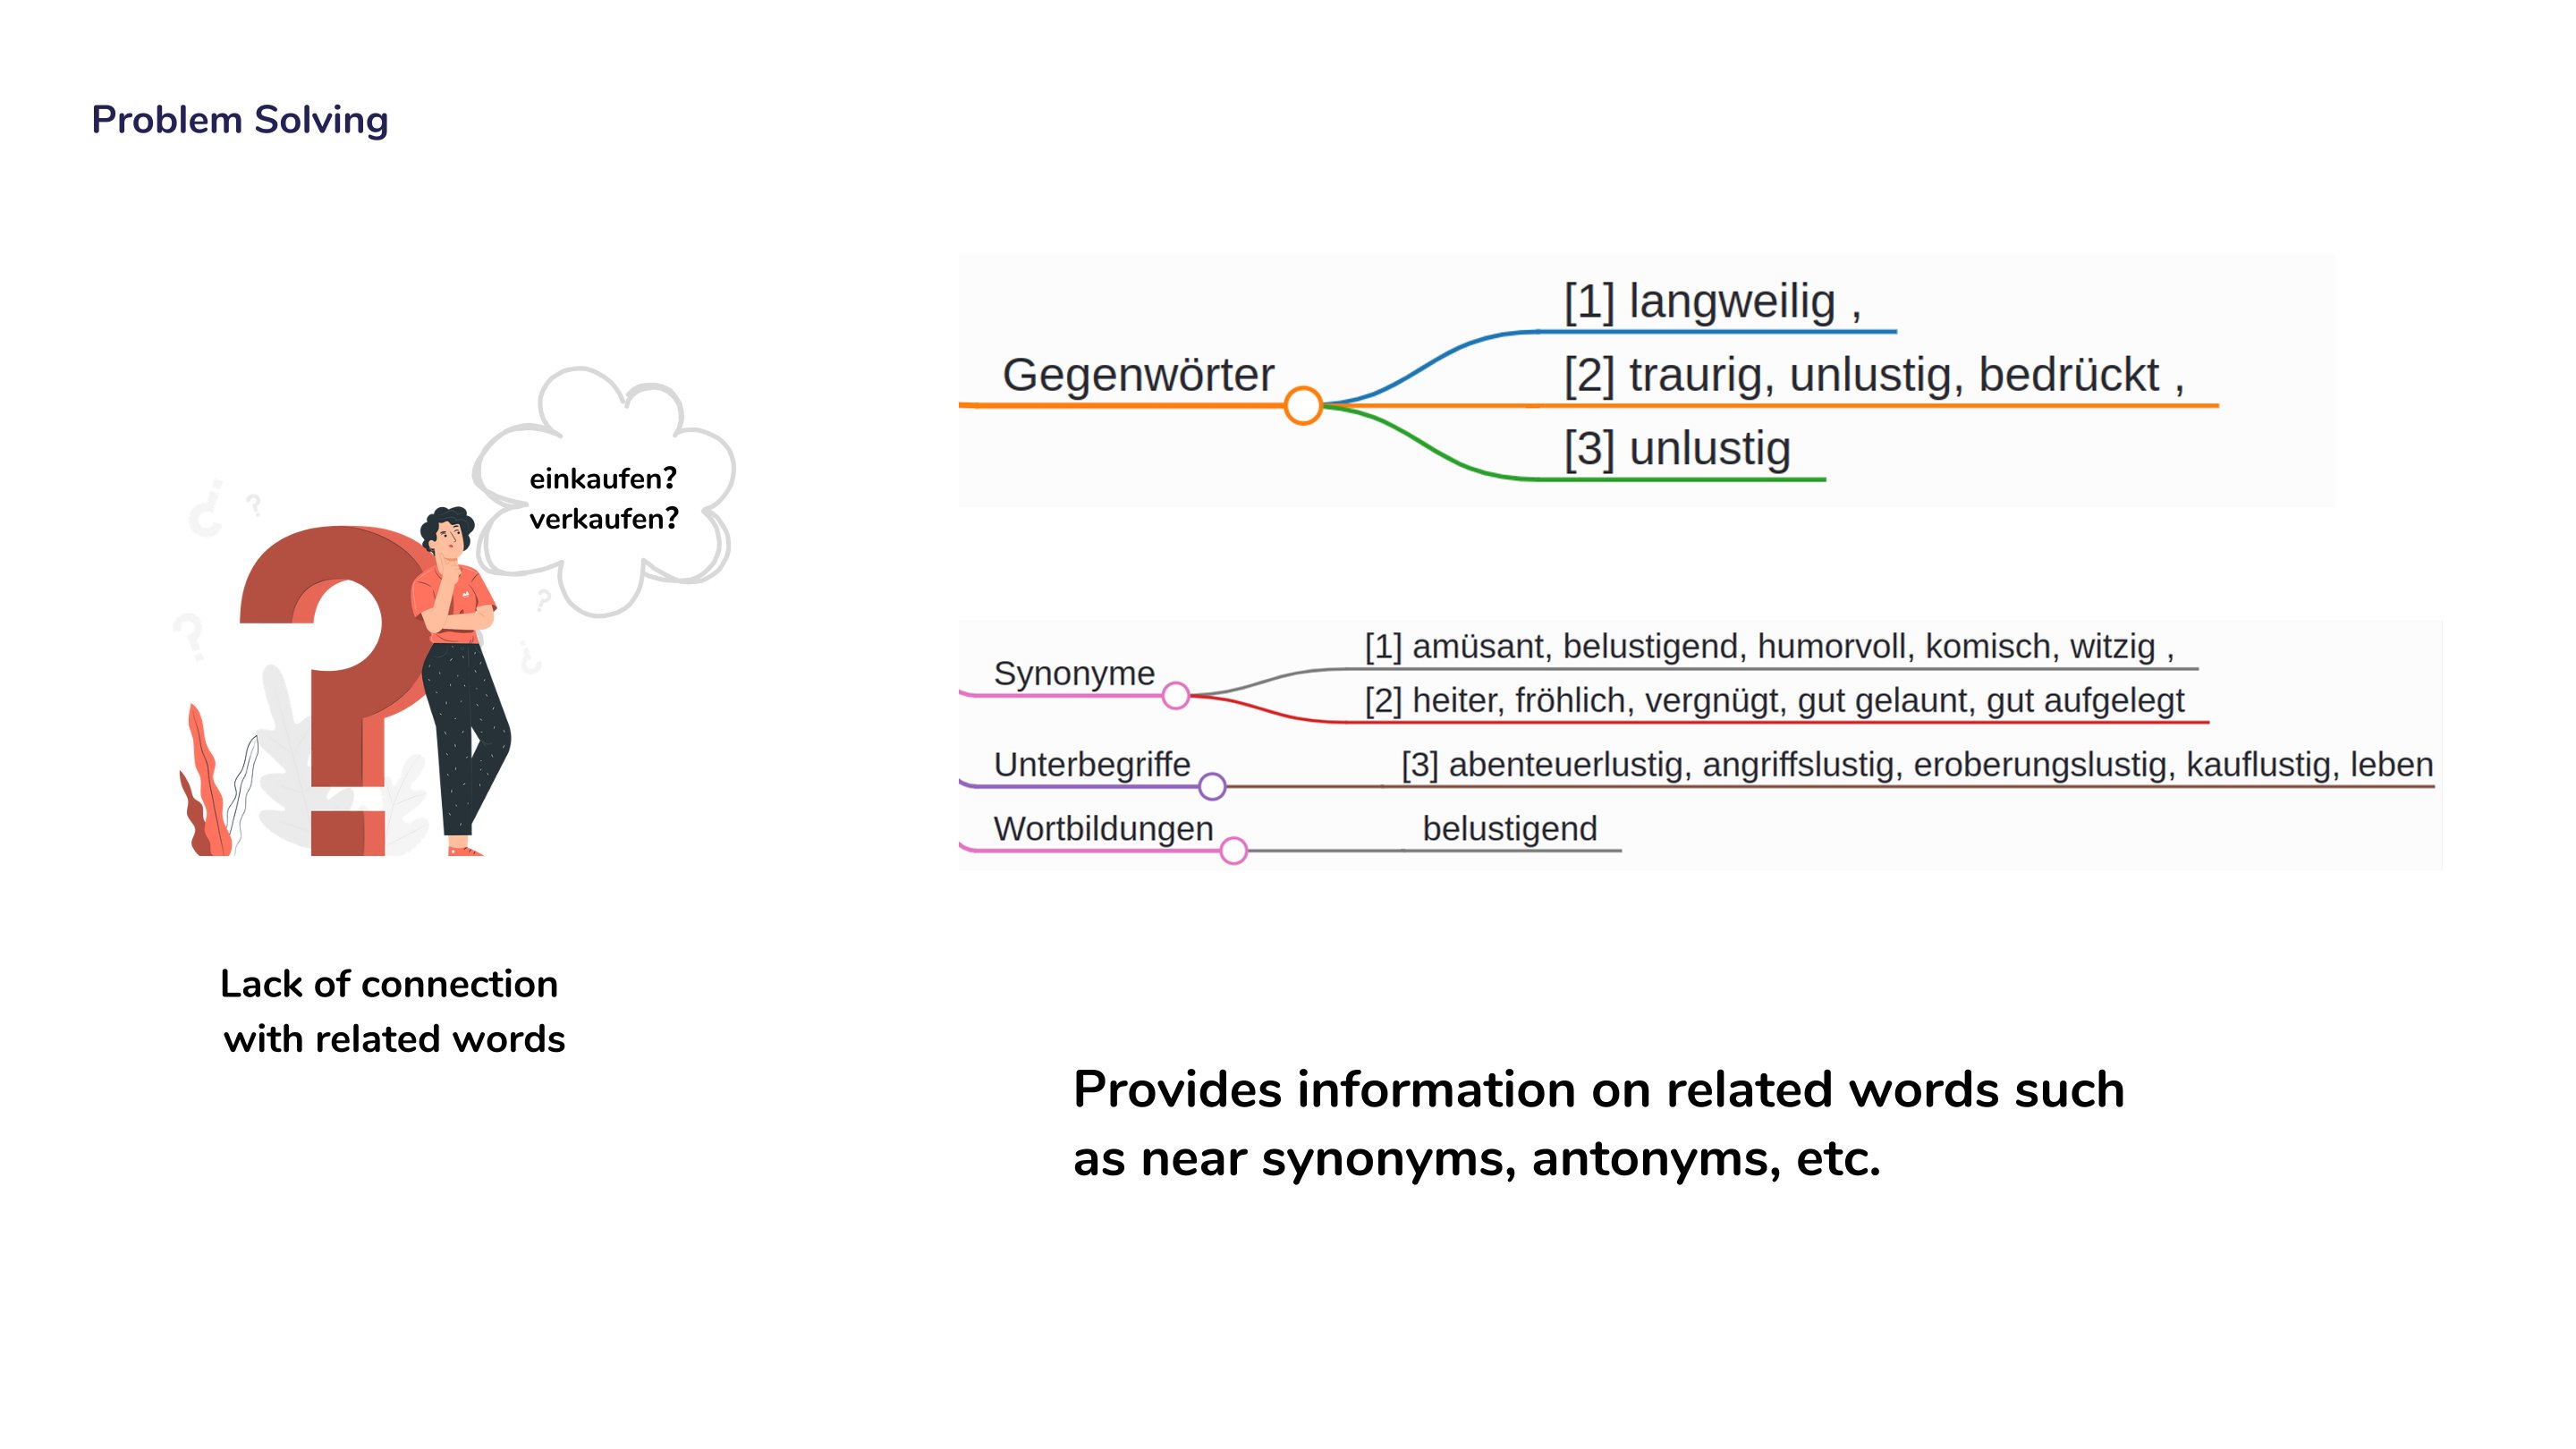 Problem Solving
einkaufen?
verkaufen?
Lack of connection
with related words
Gegenwörter
[1] langweilig ,
[2] traurig, unlustig, bedrückt ,
[3] unlustig
Synonyme
[1] amüsant, belustigend, humorvoll, komisch, witzig ,
[2] heiter, fröhlich, vergnügt, gut gelaunt, gut aufgelegt
Unterbegriffe
[3] abenteuerlustig, angriffslustig, eroberungslustig, kauflustig, leben
Wortbildungen
belustigend
Provides information on related words such
as near synonyms, antonyms, etc.